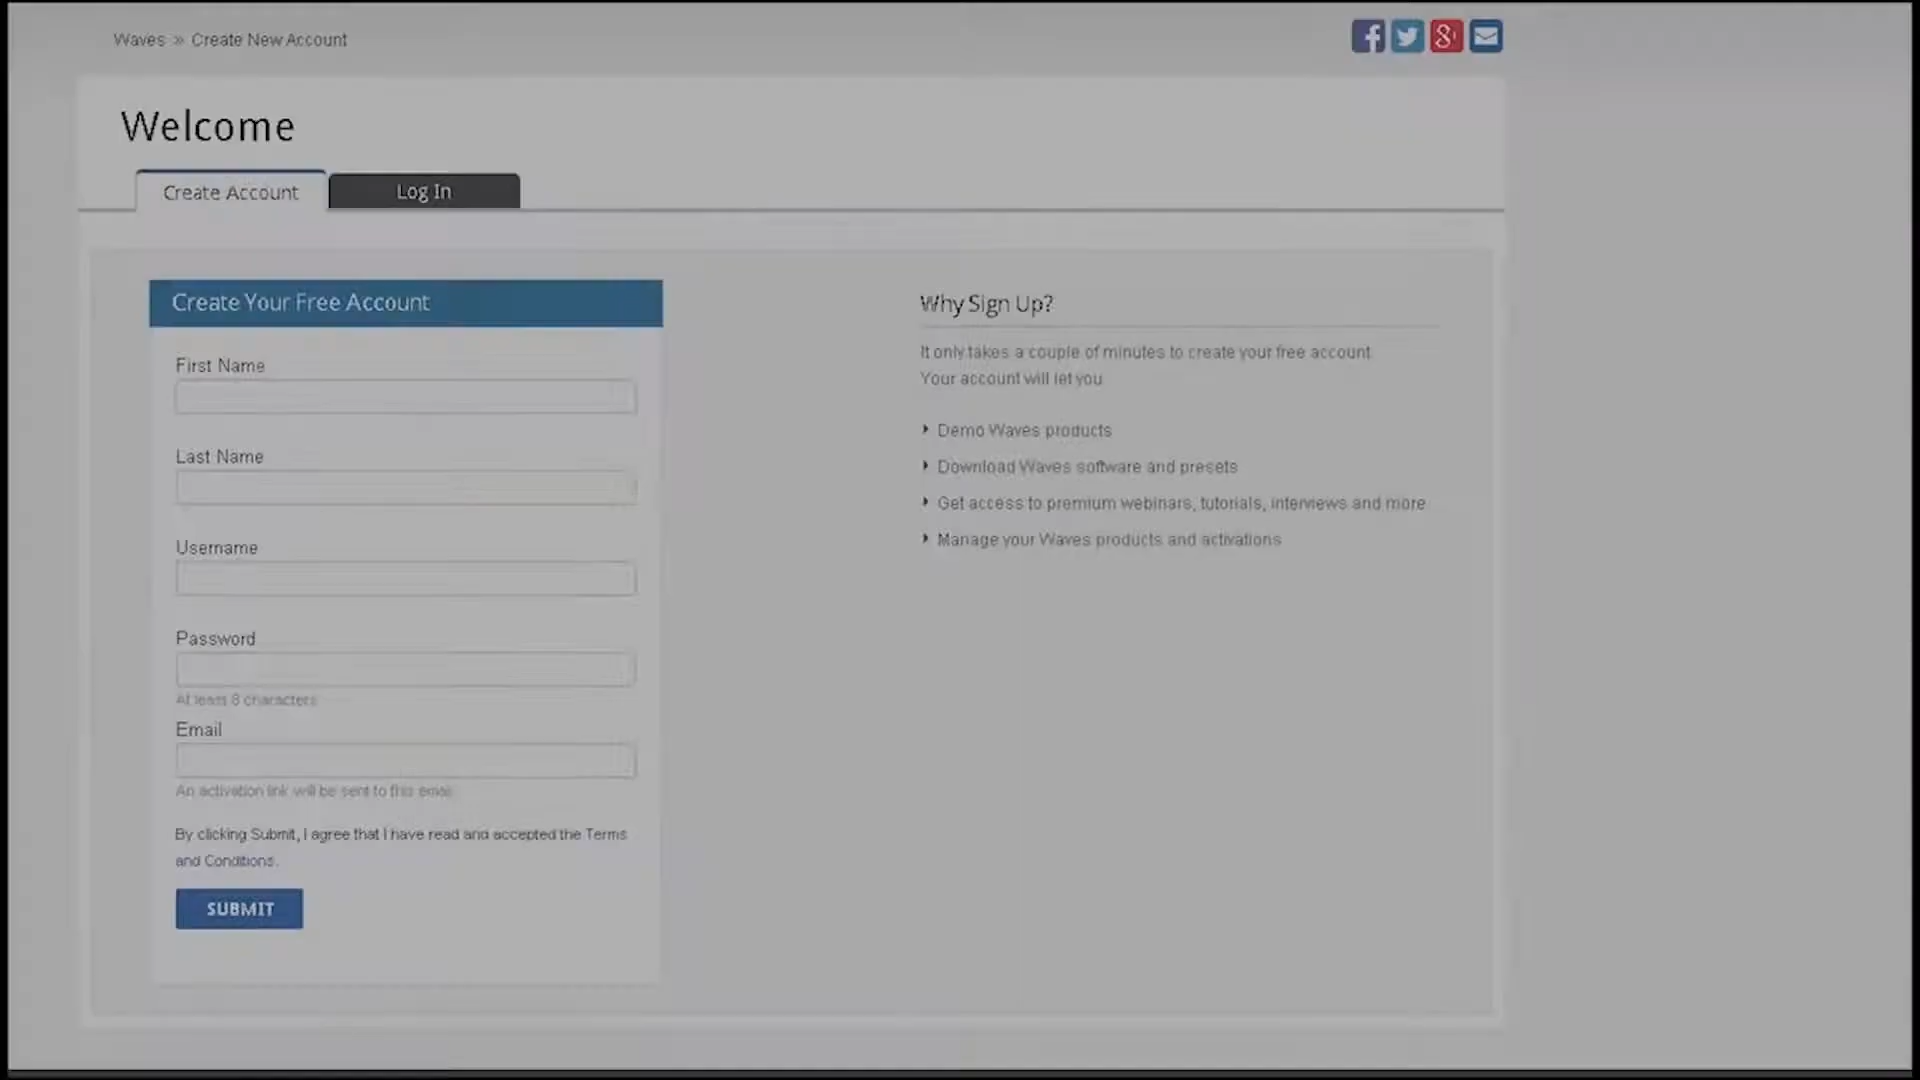 Waves » Create New Account
Welcome
Create Account
Log In
Create Your Free Account
First Name
Last Name
Username
Password
At least 8 characters
Email
An activation link will be sent to this email
By clicking Submit, I agree that I have read and accepted the Terms
and Conditions.
SUBMIT
Why Sign Up?
It only takes a couple of minutes to create your free account.
Your account will let you
Demo Waves products
Download Waves software and presets
Get access to premium webinars, tutorials, interviews and more
Manage your Waves products and activations